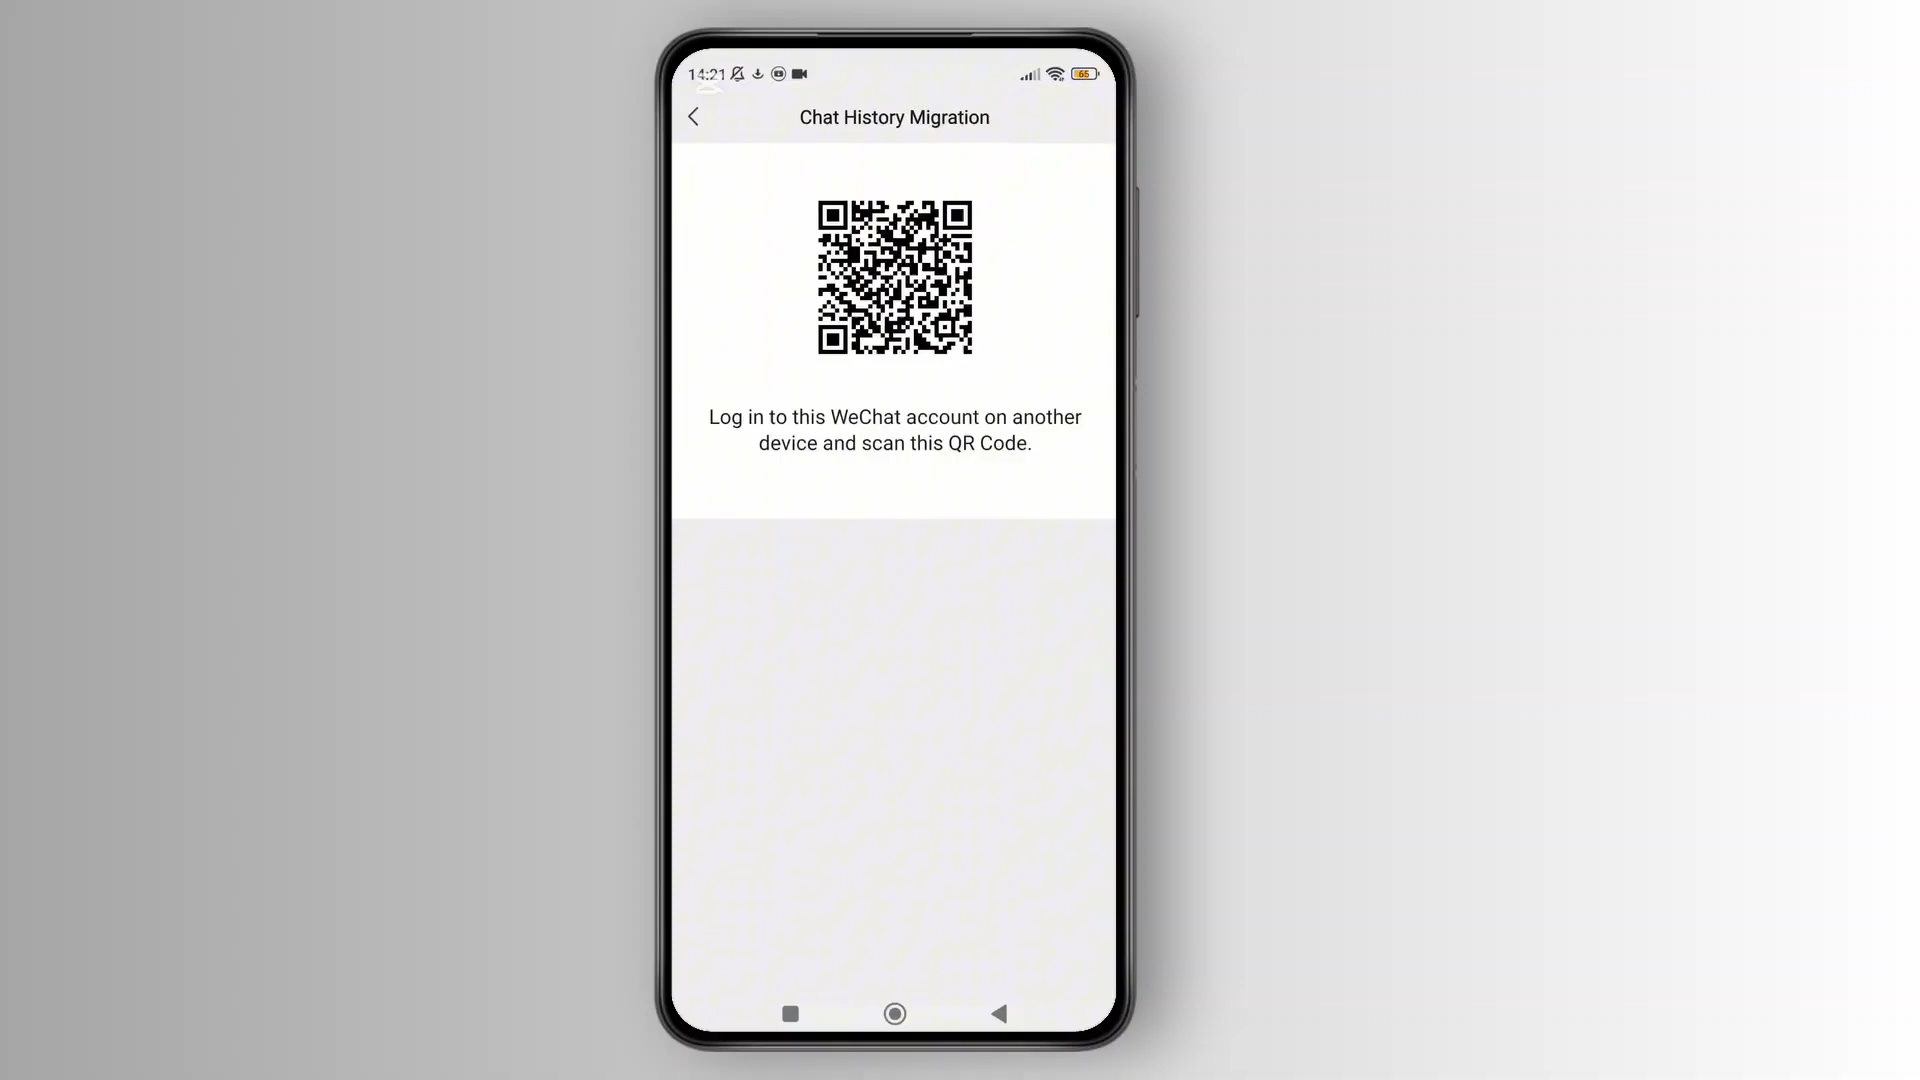 14:21
65
Chat History Migration
Log in to this WeChat account on another
device and scan this QR Code.